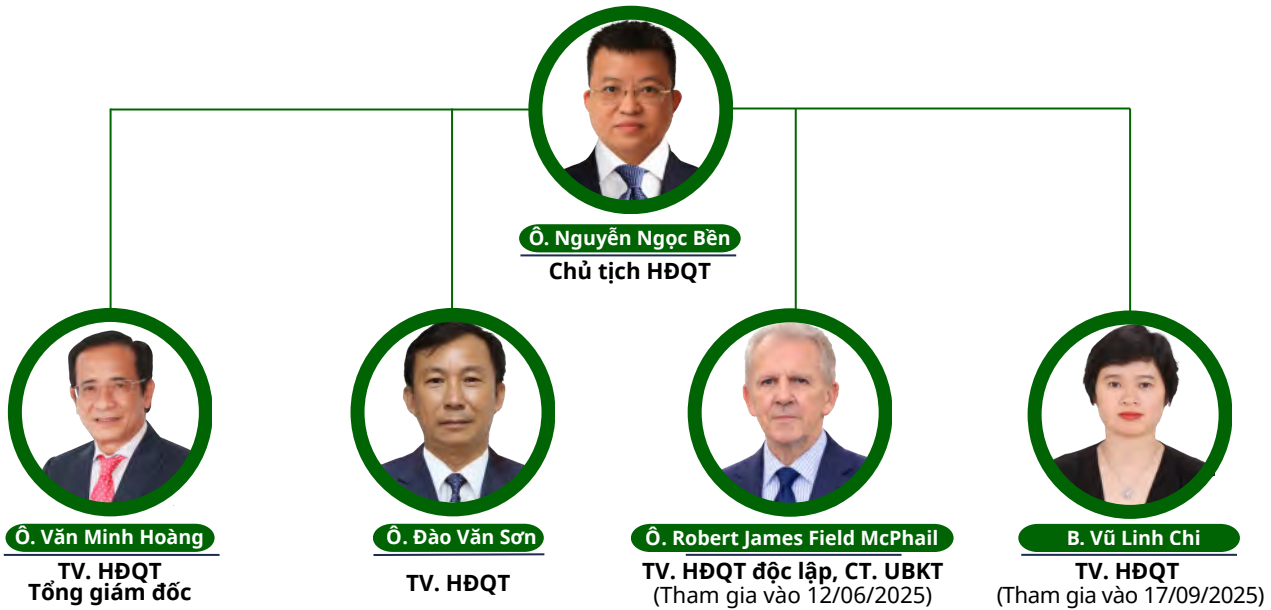 Ô. Nguyễn Ngọc Bền
Chủ tịch HĐQT
Ô. Văn Minh Hoàng
TV. HĐQT
Tổng giám đốc
Ô. Đào Văn Sơn
TV. HĐQT
Ô. Robert James Field McPhail
TV. HĐQT độc lập, CT. UBKT
(Tham gia vào 12/06/2025)
B. Vũ Linh Chi
TV. HĐQT
(Tham gia vào 17/09/2025)